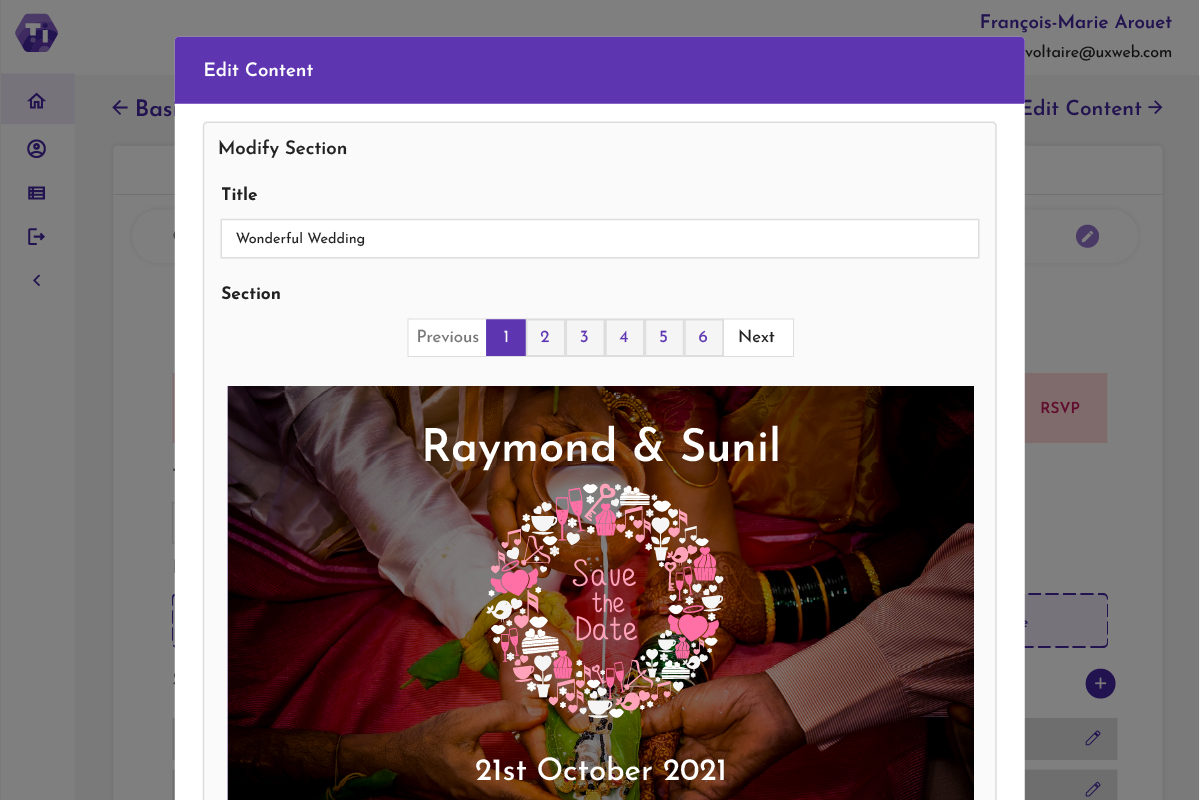 Ti
François-Marie Arouet
voltaire@uxweb.com
Edit Content
Edit Content →
Modify Section
Title
Wonderful Wedding
Section
Previous 1 2 3 4 5 6 Next
RSVP
Raymond & Sunil
Save
the
Date
21st October 2021